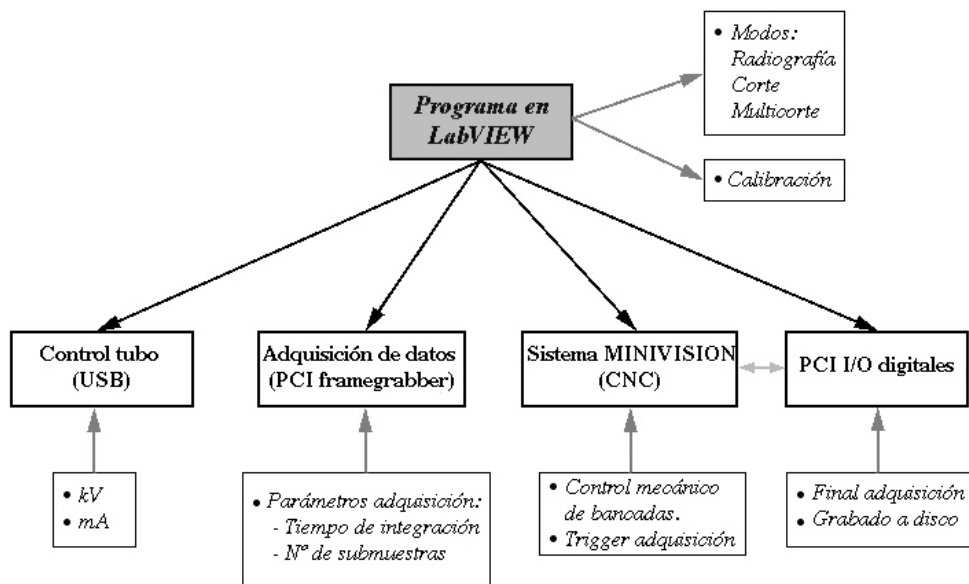 • Modos:
Radiografía
Corte
Multicorte
Programa en
LabVIEW
• Calibración
Control tubo
(USB)
Adquisición de datos
(PCI framegrabber)
Sistema MINIVISION
(CNC)
PCI I/O digitales
• kV
• mA
• Parámetros adquisición:
- Tiempo de integración
- Nº de submuestras
• Control mecánico
de bancadas.
• Trigger adquisición
• Final adquisición
• Grabado a disco